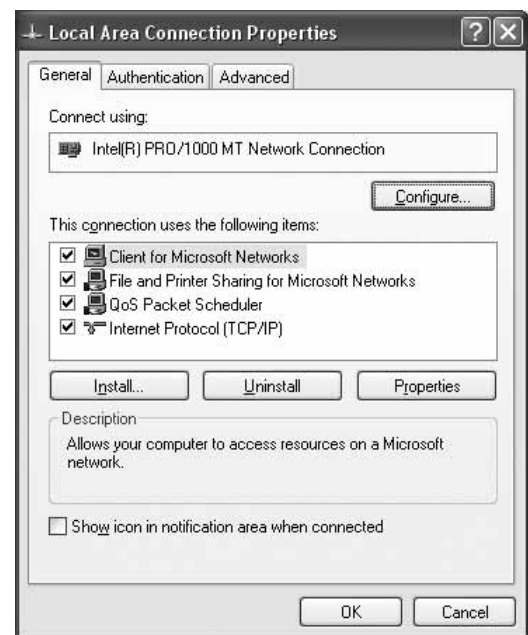 Local Area Connection Properties
General Authentication Advanced
Connect using:
Intel(R) PRO/1000 MT Network Connection
Configure...
This connection uses the following items:
Client for Microsoft Networks
File and Printer Sharing for Microsoft Networks
QoS Packet Scheduler
Internet Protocol (TCP/IP)
Install... Uninstall Properties
Description
Allows your computer to access resources on a Microsoft
network.
Show icon in notification area when connected
OK Cancel